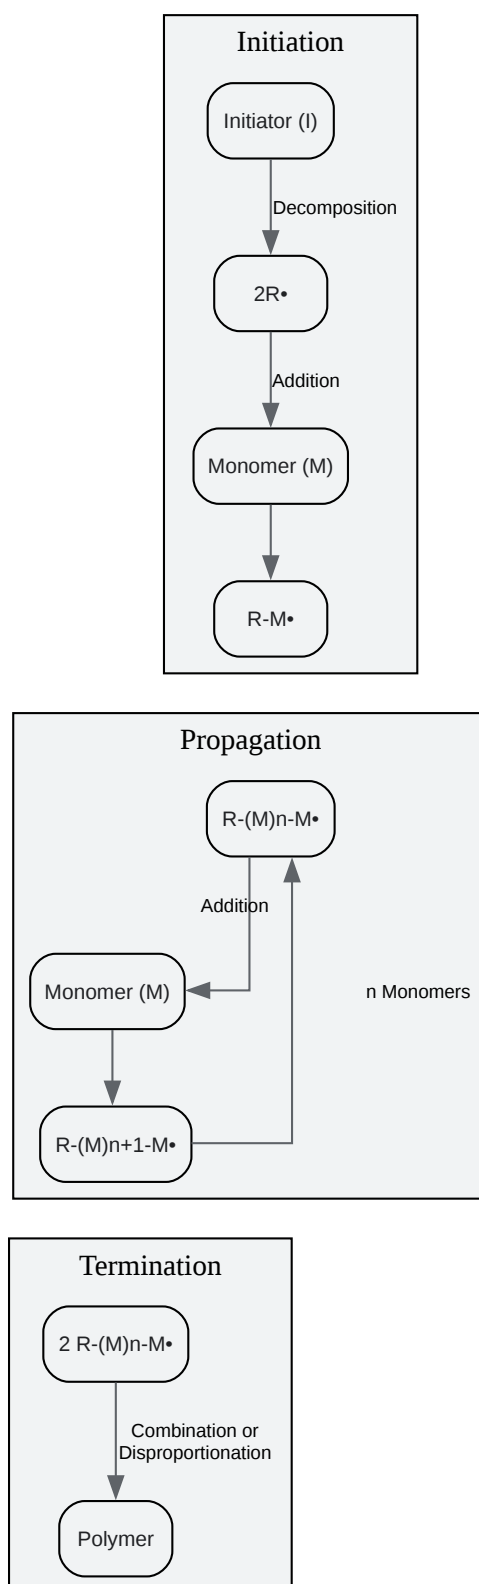 Initiation
Initiator (I)
Decomposition
2R•
Addition
Monomer (M)
R-M•
Propagation
R-(M)n-M•
Addition
Monomer (M)
n Monomers
R-(M)n+1-M•
Termination
2 R-(M)n-M•
Combination or
Disproportionation
Polymer